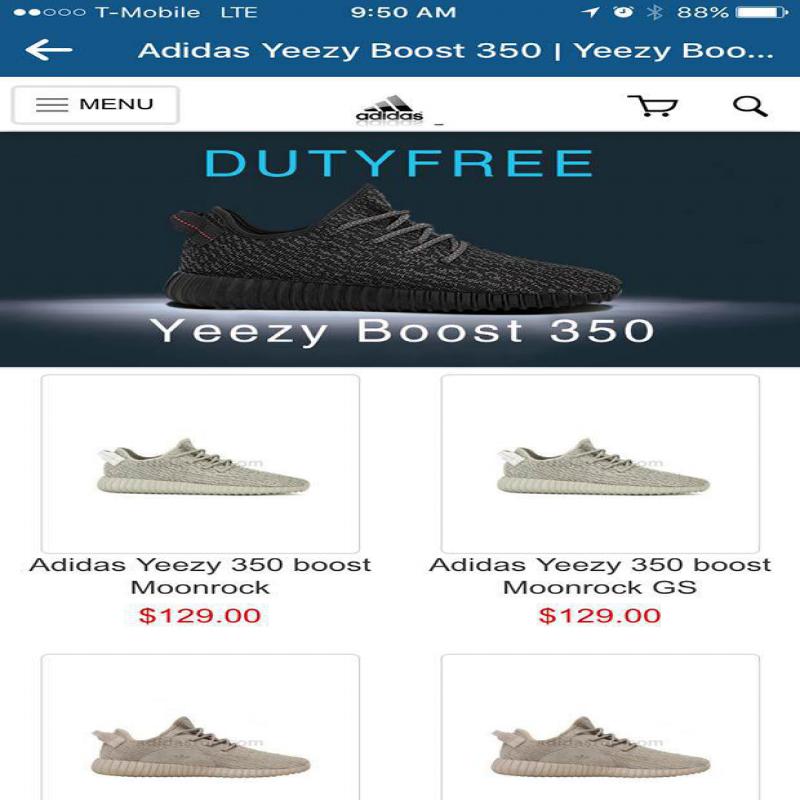 T-Mobile LTE 9:50 AM 88%
Adidas Yeezy Boost 350 | Yeezy Boo...
MENU
adidas
DUTYFREE
Yeezy Boost 350
Adidas Yeezy 350 boost
Moonrock
$129.00
Adidas Yeezy 350 boost
Moonrock GS
$129.00